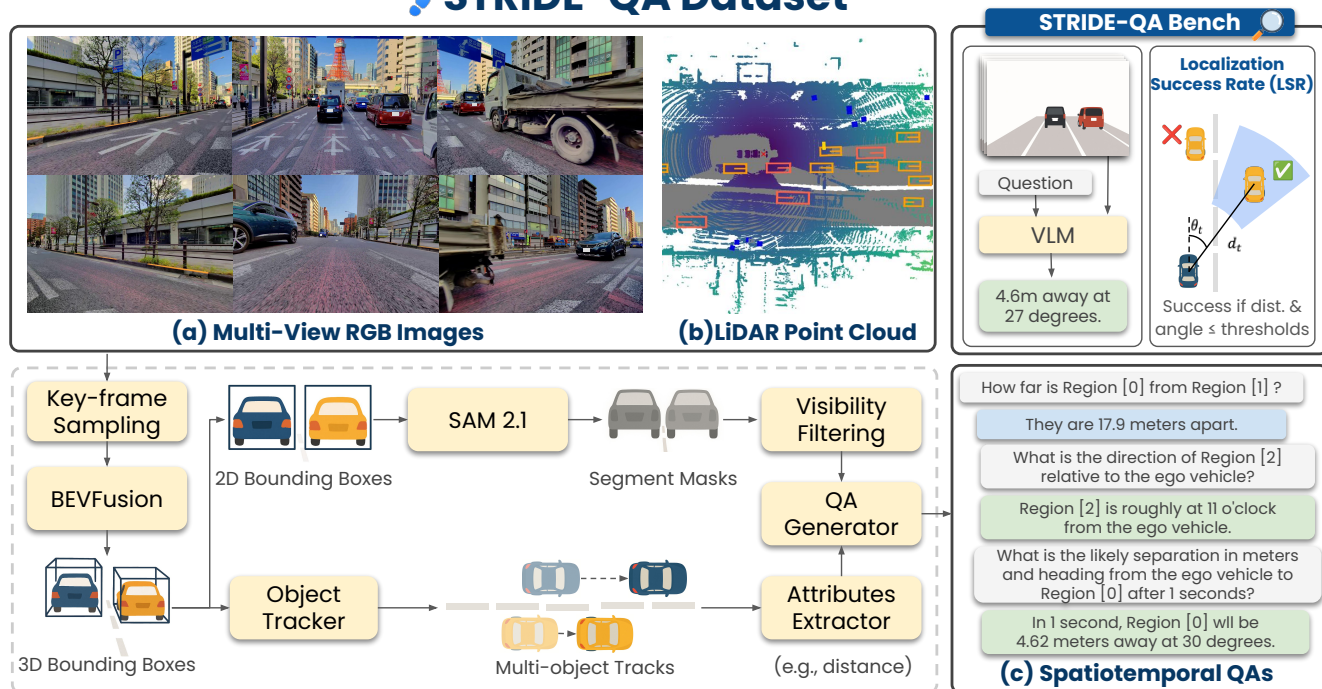 STRIDE-QA Dataset
(a) Multi-View RGB Images
(b)LiDAR Point Cloud
STRIDE-QA Bench
Question
VLM
4.6m away at
27 degrees.
Localization
Success Rate (LSR)
θt
dt
Success if dist. &
angle ≤ thresholds
Key-frame
Sampling
BEVFusion
3D Bounding Boxes
2D Bounding Boxes
SAM 2.1
Segment Masks
Visibility
Filtering
QA
Generator
Object
Tracker
Multi-object Tracks
Attributes
Extractor
(e.g., distance)
How far is Region [0] from Region [1] ?
They are 17.9 meters apart.
What is the direction of Region [2]
relative to the ego vehicle?
Region [2] is roughly at 11 o'clock
from the ego vehicle.
What is the likely separation in meters
and heading from the ego vehicle to
Region [0] after 1 seconds?
In 1 second, Region [0] wll be
4.62 meters away at 30 degrees.
(c) Spatiotemporal QAs